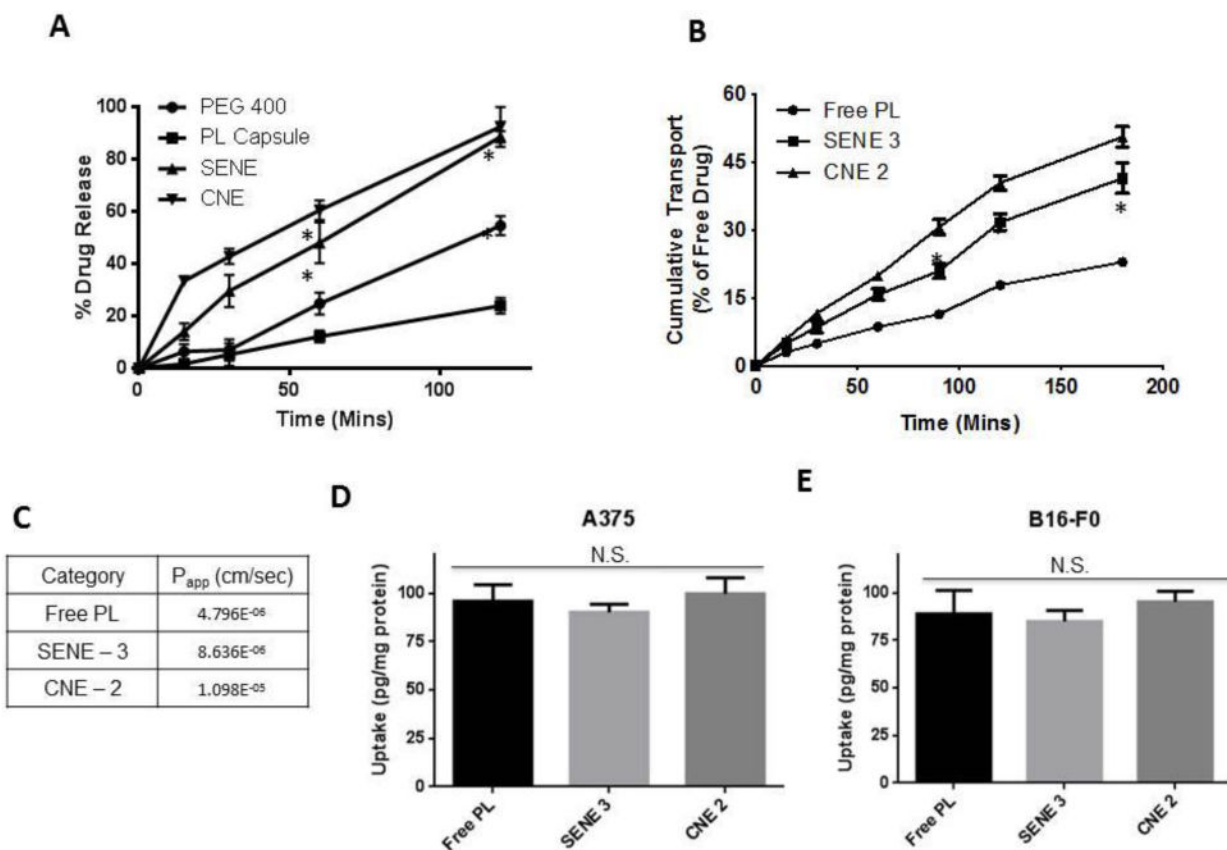 A
PEG 400
PL Capsule
SENE
CNE
100
80
60
40
20
0
% Drug Release
*
*
*
*
0
50
100
Time (Mins)
B
Free PL
SENE 3
CNE 2
60
45
30
15
0
Cumulative Transport
(% of Free Drug)
*
*
0
50
100
150
200
Time (Mins)
C
Category
P_app (cm/sec)
Free PL
4.796E⁻⁰⁶
SENE – 3
8.636E⁻⁰⁶
CNE – 2
1.098E⁻⁰⁵
D
A375
N.S.
100
75
50
25
0
Uptake (pg/mg protein)
Free PL
SENE 3
CNE 2
E
B16-F0
N.S.
100
75
50
25
0
Uptake (pg/mg protein)
Free PL
SENE 3
CNE 2